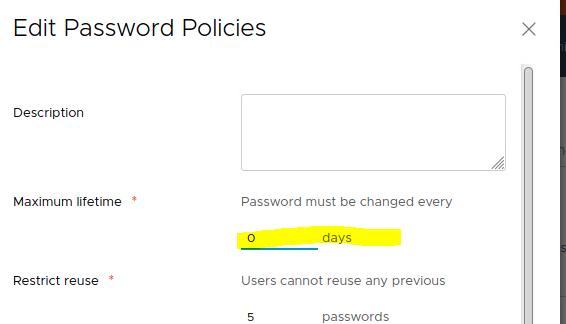 Edit Password Policies
Description
Maximum lifetime * Password must be changed every
0 days
Restrict reuse * Users cannot reuse any previous
5 passwords